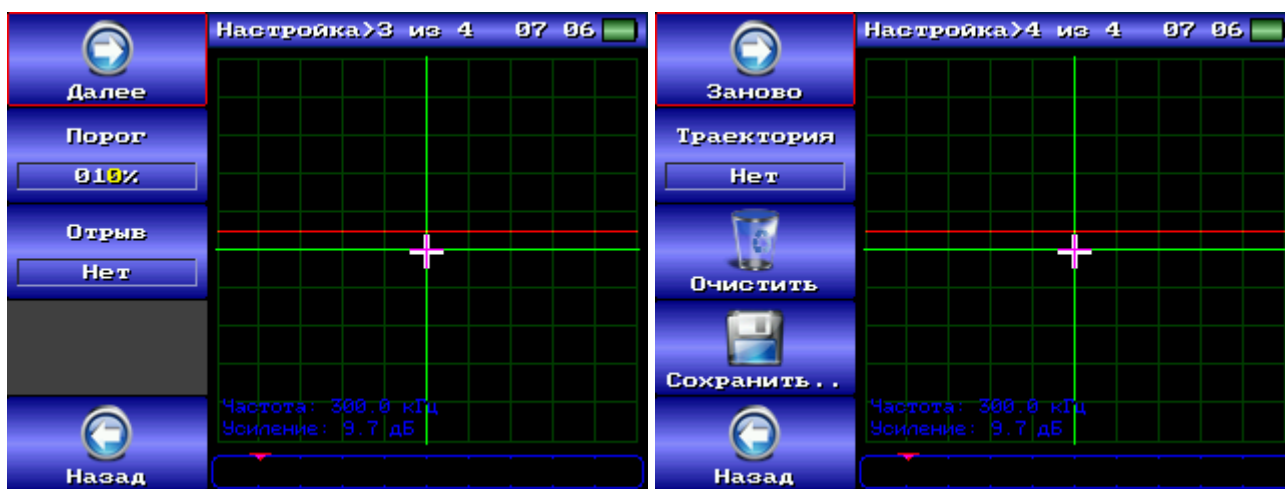 Настройка>3 из 4 07 06
Далее
Порог
010%
Отрыв
Нет
Частота: 300.0 кГц
Усиление: 9.7 дБ
Назад
Настройка>4 из 4 07 06
Заново
Траектория
Нет
Очистить
Сохранить..
Частота: 300.0 кГц
Усиление: 9.7 дБ
Назад